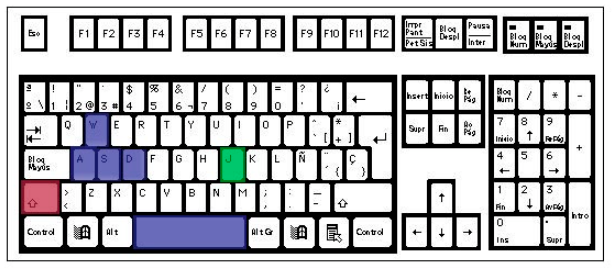 Esc F1 F2 F3 F4 F5 F6 F7 F8 F9 F10 F11 F12 Impr Pant Pet Sis Bloq Despl Pausa Inter Bloq Num Bloq Mayús Bloq Despl
ª º \ ! 1 | " 2 @ · 3 # $ 4 % 5 & 6 ¬ / 7 ( 8 ) 9 = 0 ? ' ¿ ¡ ← Insert Inicio Re Pág Bloq Num / * -
Q W E R T Y U I O P ^ ` [ * + ] Supr Fin Av Pág 7 Inicio 8 ↑ 9 RePág +
Bloq Mayús A S D F G H J K L Ñ ¨ ´ { Ç } 4 ← 5 6 →
⇧ > < Z X C V B N M ; , : . _ - ⇧ ↑ 1 Fin 2 ↓ 3 AvPág Intro
Control Alt Alt Gr Control ← ↓ → 0 Ins . Supr